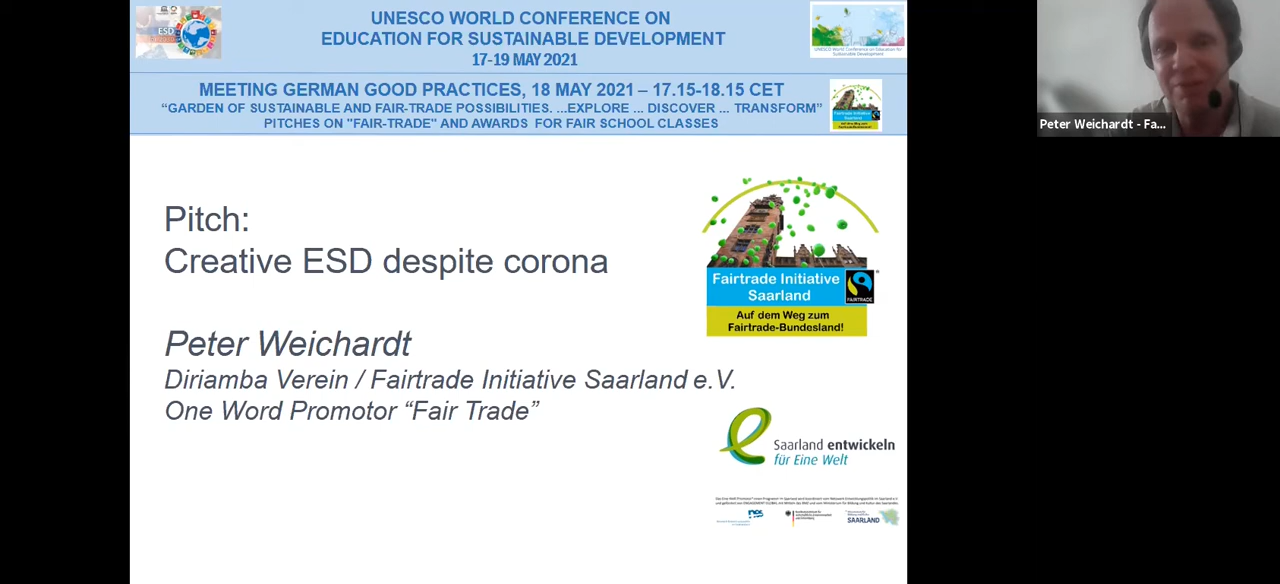 UNESCO WORLD CONFERENCE ON
EDUCATION FOR SUSTAINABLE DEVELOPMENT
17-19 MAY 2021
ESD
MEETING GERMAN GOOD PRACTICES, 18 MAY 2021 – 17.15-18.15 CET
“GARDEN OF SUSTAINABLE AND FAIR-TRADE POSSIBILITIES. ...EXPLORE ... DISCOVER ... TRANSFORM”
PITCHES ON "FAIR-TRADE" AND AWARDS FOR FAIR SCHOOL CLASSES
Peter Weichardt - Fa...
Pitch:
Creative ESD despite corona
Peter Weichardt
Diriamba Verein / Fairtrade Initiative Saarland e.V.
One Word Promotor “Fair Trade”
Fairtrade Initiative
Saarland
FAIRTRADE
Auf dem Weg zum
Fairtrade-Bundesland!
Saarland entwickeln
für Eine Welt
SAARLAND